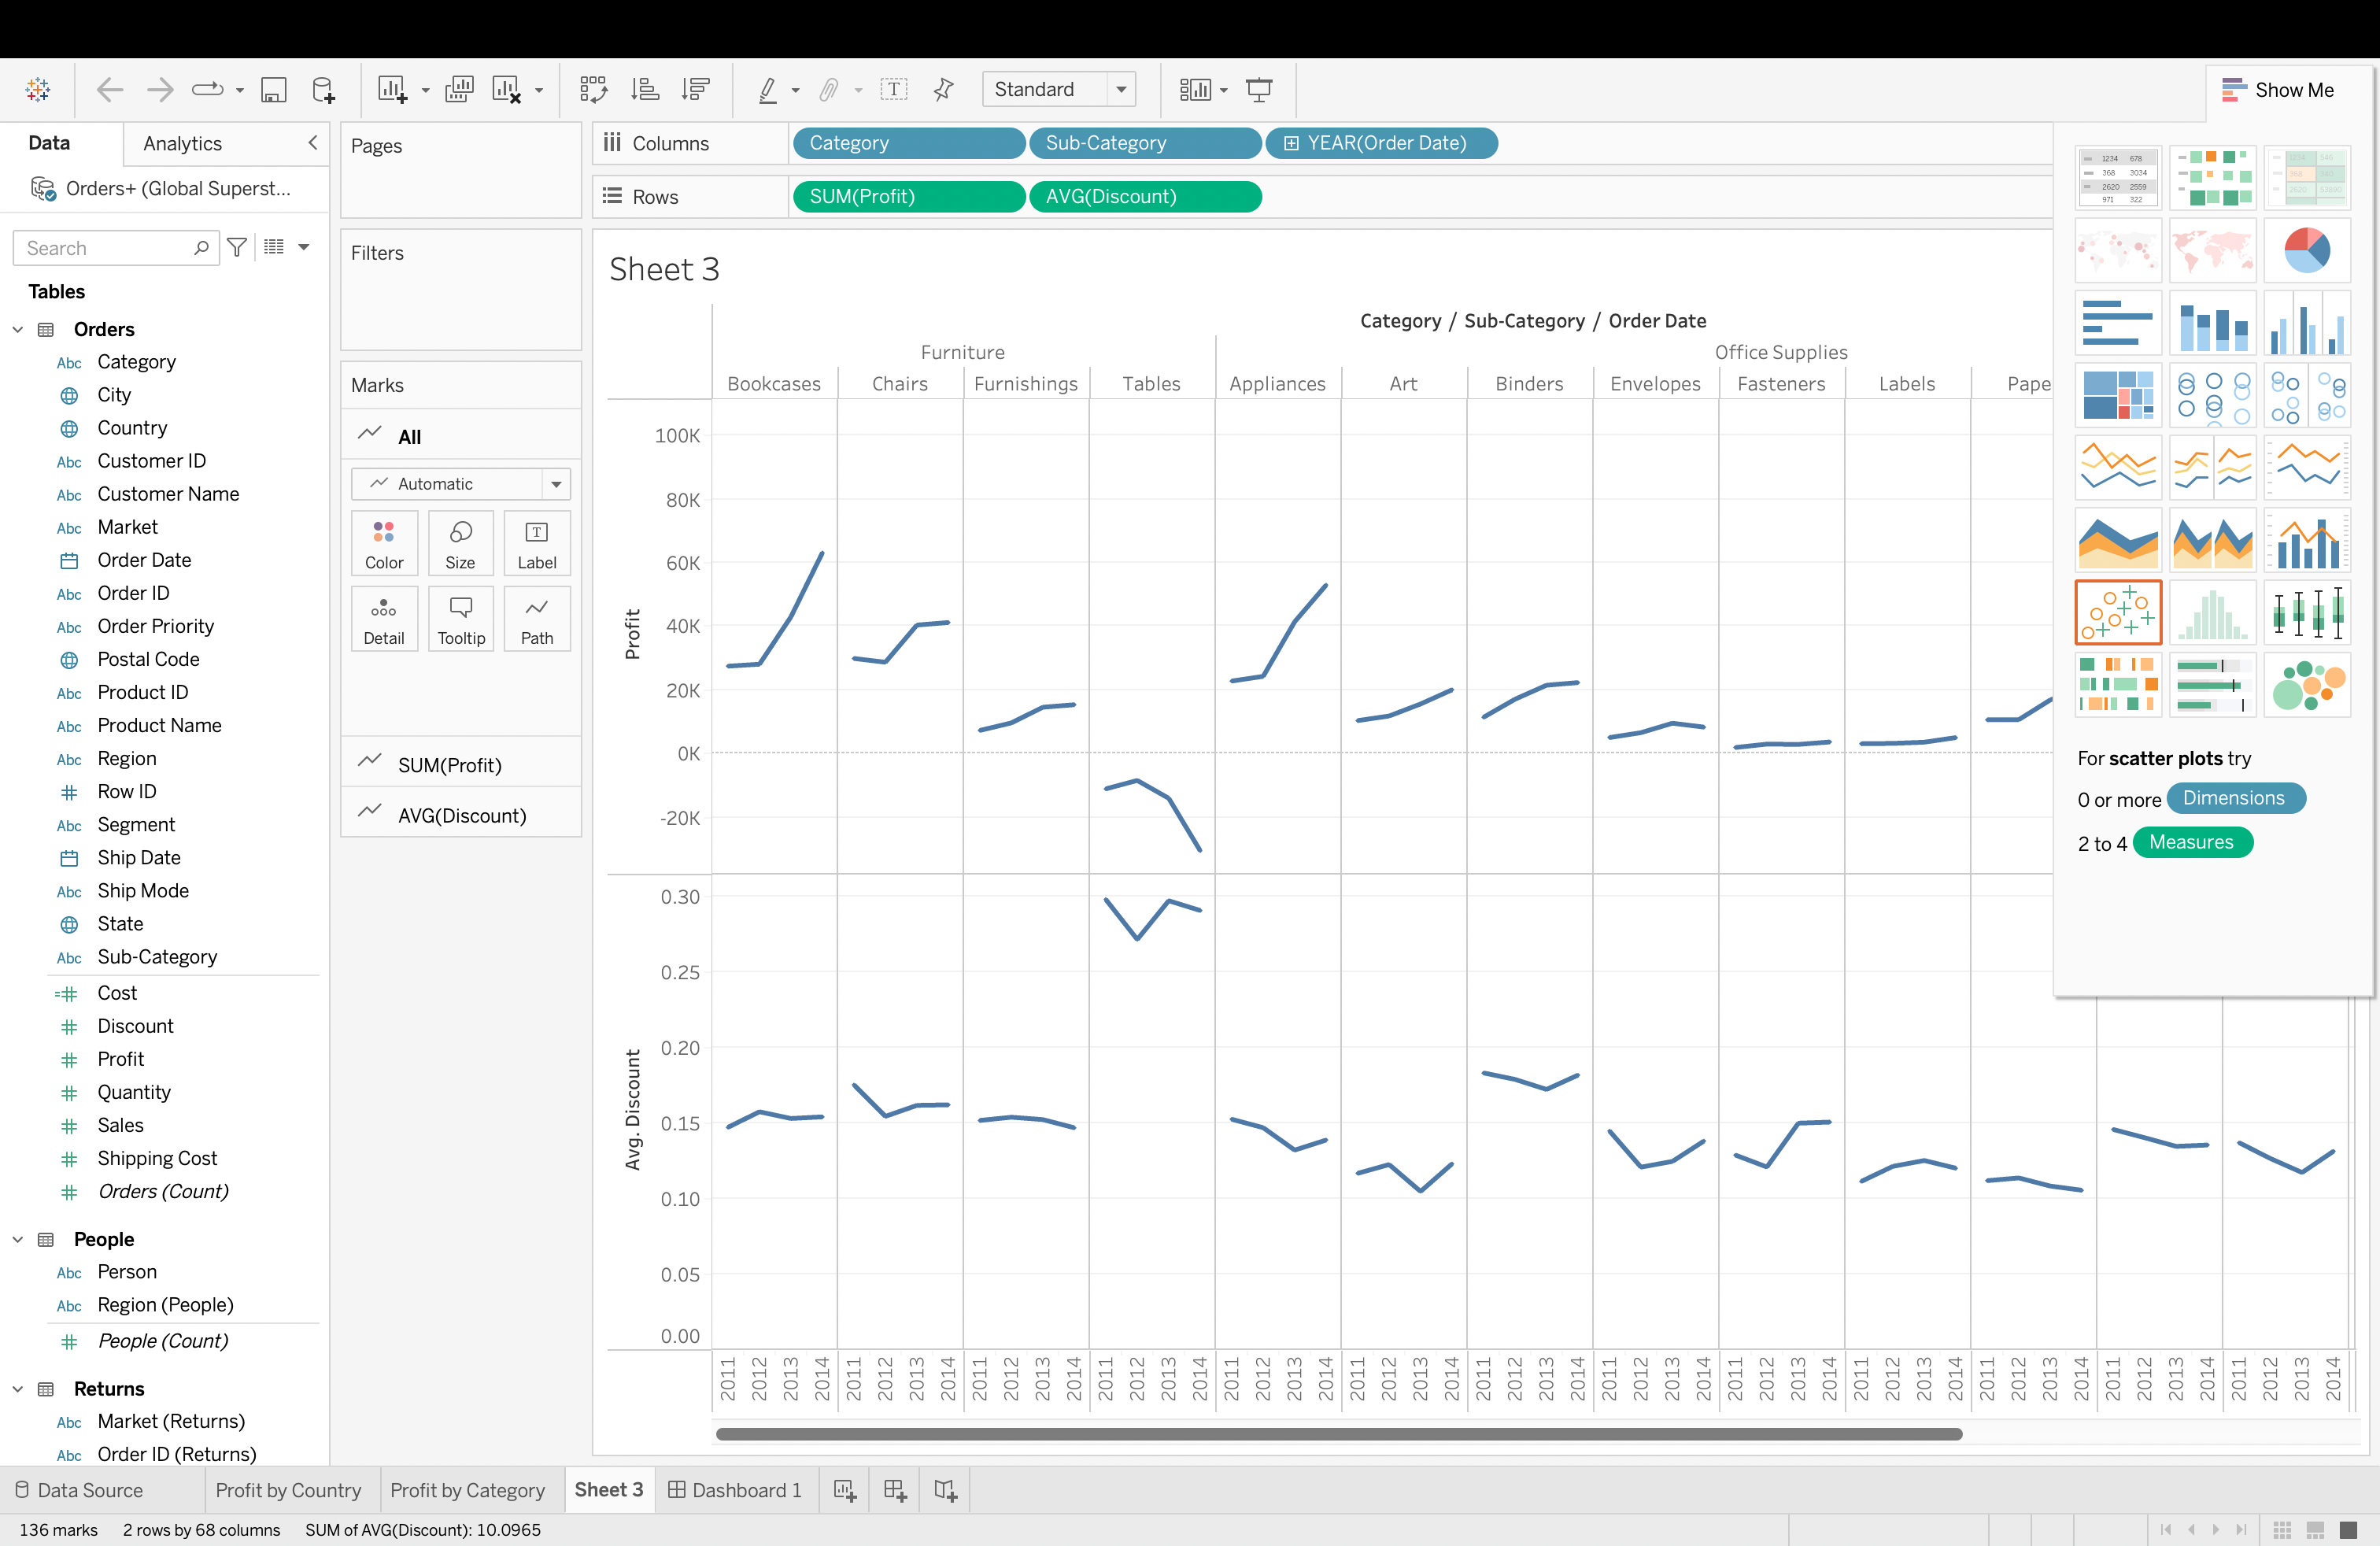 Standard
Show Me
Data
Analytics
Orders+ (Global Superst...
Search
Tables
Orders
Abc Category
City
Country
Abc Customer ID
Abc Customer Name
Abc Market
Order Date
Abc Order ID
Abc Order Priority
Postal Code
Abc Product ID
Abc Product Name
Abc Region
Row ID
Abc Segment
Ship Date
Abc Ship Mode
State
Abc Sub-Category
Cost
Discount
Profit
Quantity
Sales
Shipping Cost
Orders (Count)
People
Abc Person
Abc Region (People)
People (Count)
Returns
Abc Market (Returns)
Abc Order ID (Returns)
Pages
Filters
Marks
All
Automatic
Color Size Label
Detail Tooltip Path
SUM(Profit)
AVG(Discount)
Columns Category Sub-Category YEAR(Order Date)
Rows SUM(Profit) AVG(Discount)
Sheet 3
Category / Sub-Category / Order Date
Furniture Office Supplies
Bookcases Chairs Furnishings Tables Appliances Art Binders Envelopes Fasteners Labels Pape
Profit
100K
80K
60K
40K
20K
0K
-20K
Avg. Discount
0.30
0.25
0.20
0.15
0.10
0.05
0.00
2011 2012 2013 2014 2011 2012 2013 2014 2011 2012 2013 2014 2011 2012 2013 2014 2011 2012 2013 2014 2011 2012 2013 2014 2011 2012 2013 2014 2011 2012 2013 2014 2011 2012 2013 2014 2011 2012 2013 2014 2011 2012 2013 2014 2011 2012 2013 2014 2011 2012 2013 2014
1234 678
368 3034
2620 2559
971 322
For scatter plots try
0 or more Dimensions
2 to 4 Measures
Data Source Profit by Country Profit by Category Sheet 3 Dashboard 1
136 marks 2 rows by 68 columns SUM of AVG(Discount): 10.0965